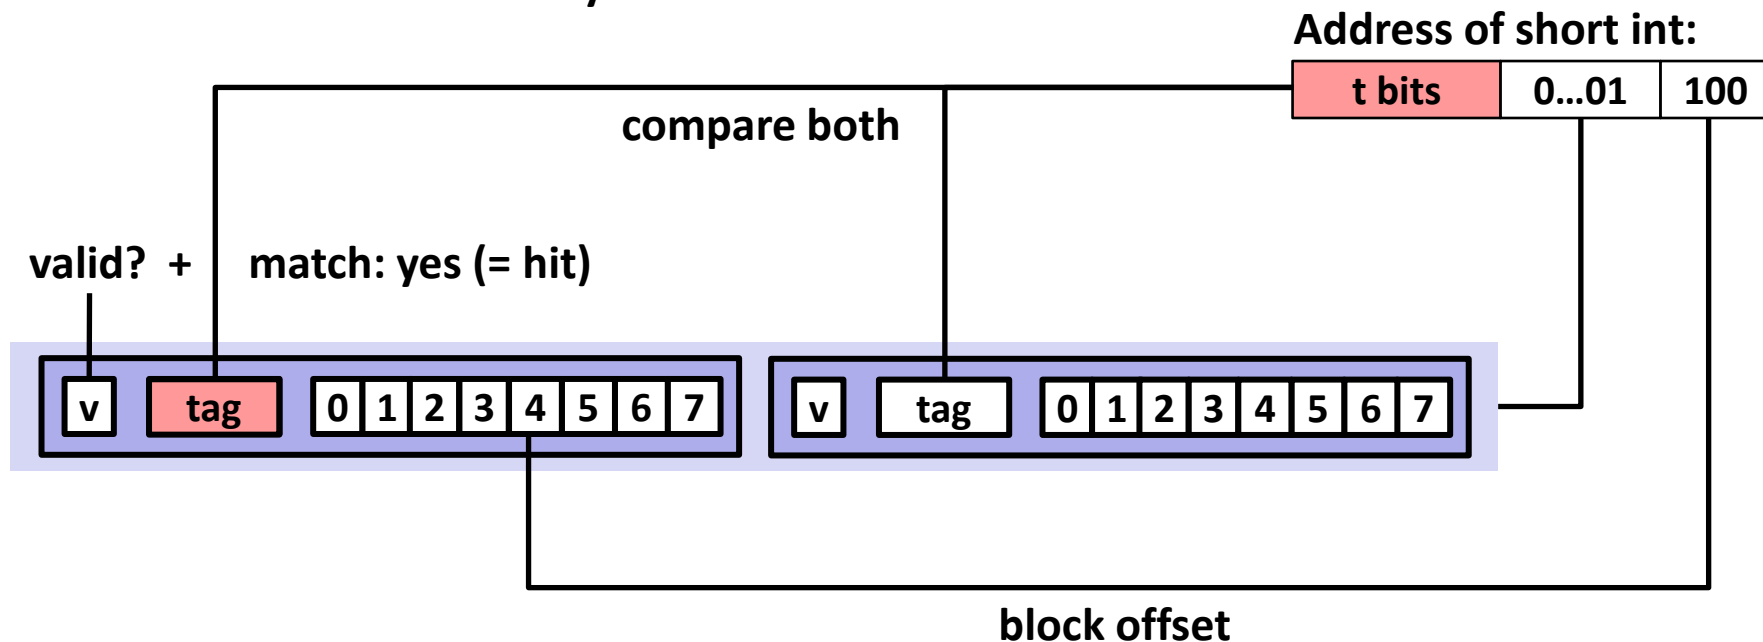 Address of short int:
t bits 0...01 100
compare both
valid? + match: yes (= hit)
v tag 0 1 2 3 4 5 6 7 v tag 0 1 2 3 4 5 6 7
block offset